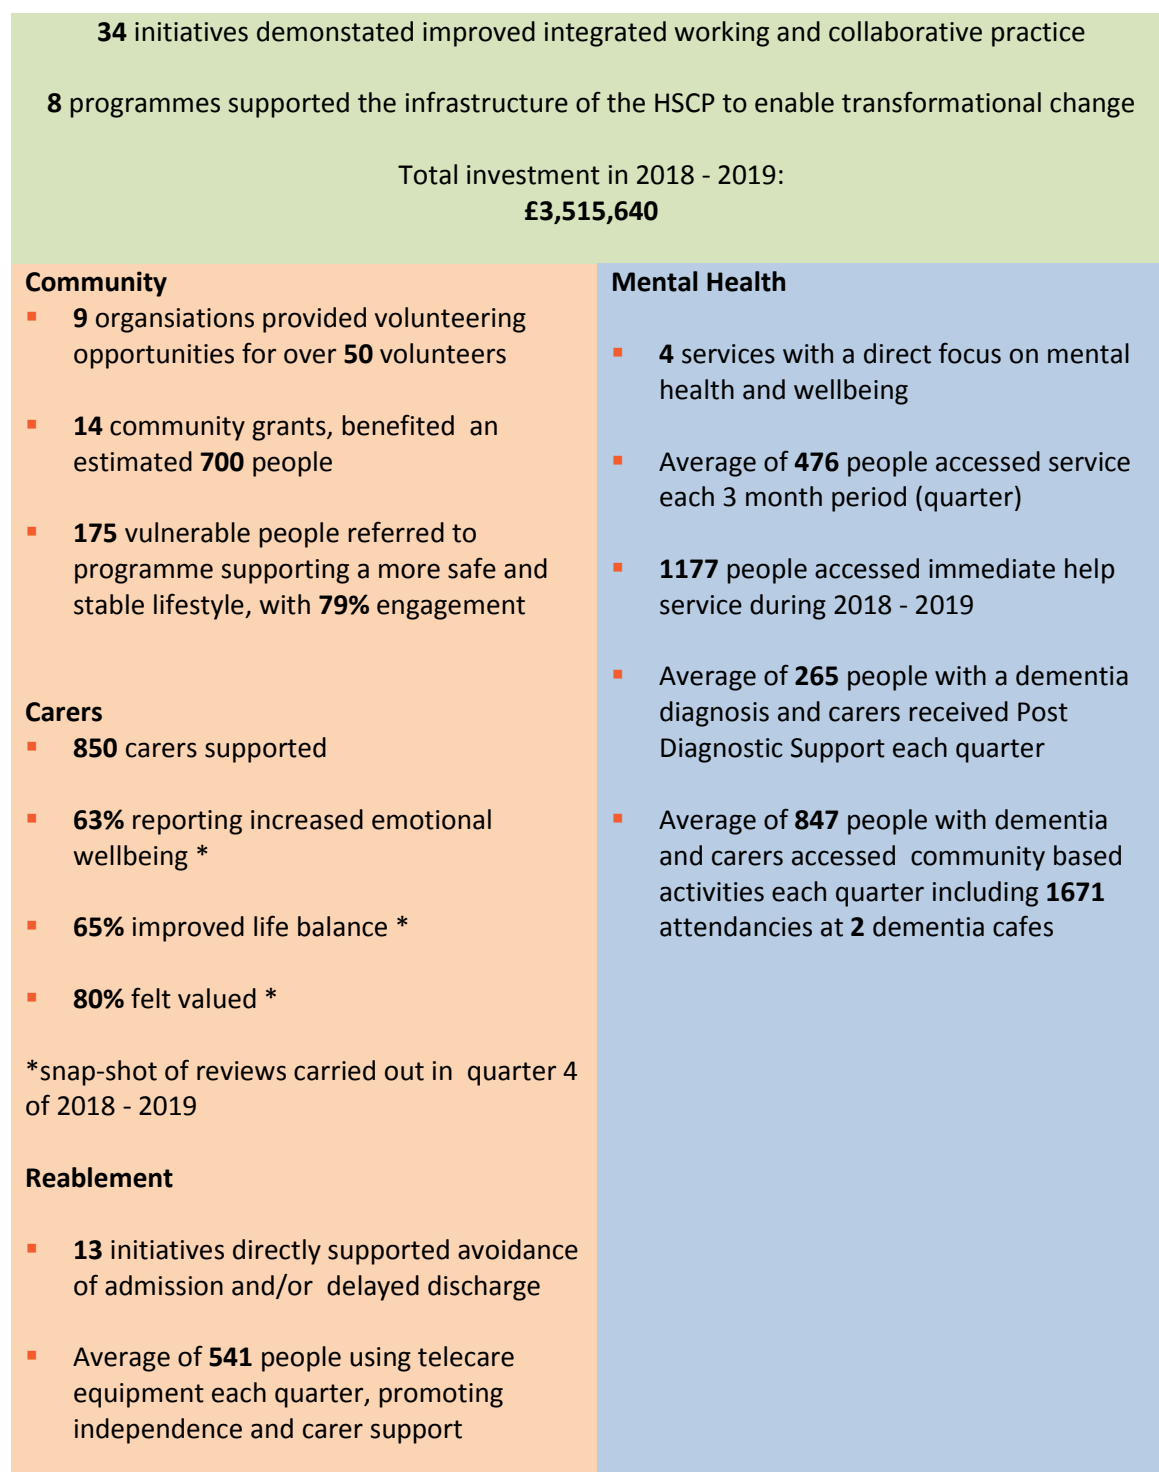 34 initiatives demonstated improved integrated working and collaborative practice
8 programmes supported the infrastructure of the HSCP to enable transformational change
Total investment in 2018 - 2019:
£3,515,640
Community
▪ 9 organsiations provided volunteering
opportunities for over 50 volunteers
▪ 14 community grants, benefited an
estimated 700 people
▪ 175 vulnerable people referred to
programme supporting a more safe and
stable lifestyle, with 79% engagement
Carers
▪ 850 carers supported
▪ 63% reporting increased emotional
wellbeing *
▪ 65% improved life balance *
▪ 80% felt valued *
*snap-shot of reviews carried out in quarter 4
of 2018 - 2019
Reablement
▪ 13 initiatives directly supported avoidance
of admission and/or delayed discharge
▪ Average of 541 people using telecare
equipment each quarter, promoting
independence and carer support
Mental Health
▪ 4 services with a direct focus on mental
health and wellbeing
▪ Average of 476 people accessed service
each 3 month period (quarter)
▪ 1177 people accessed immediate help
service during 2018 - 2019
▪ Average of 265 people with a dementia
diagnosis and carers received Post
Diagnostic Support each quarter
▪ Average of 847 people with dementia
and carers accessed community based
activities each quarter including 1671
attendancies at 2 dementia cafes